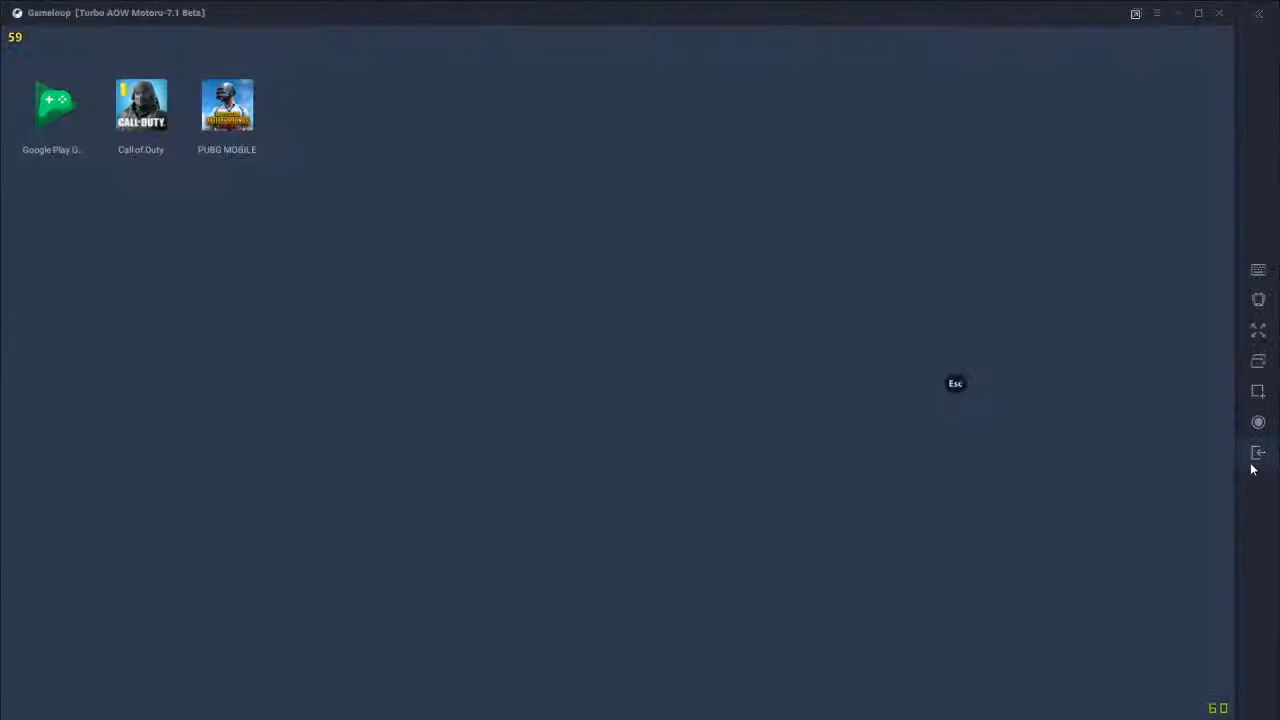 Gameloop [Turbo AOW Motoru-7.1 Beta]
59
1
CALL·DUTY
Google Play G...
Call of Duty
PUBG MOBILE
Esc
60